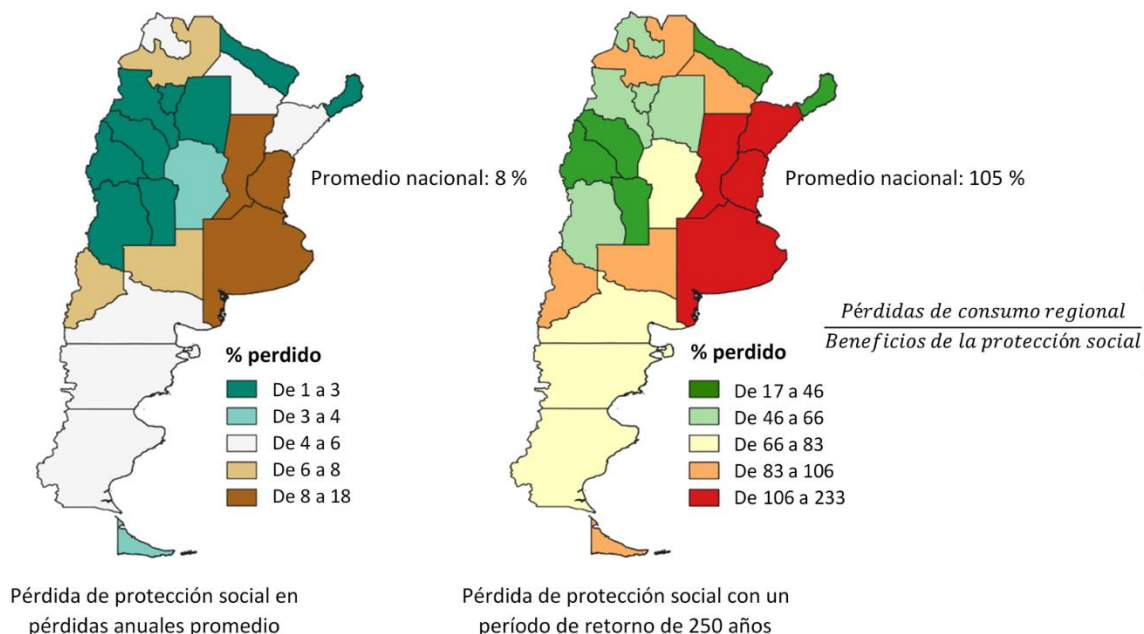 Promedio nacional: 8 %
% perdido
De 1 a 3
De 3 a 4
De 4 a 6
De 6 a 8
De 8 a 18
Pérdida de protección social en
pérdidas anuales promedio
Promedio nacional: 105 %
Pérdidas de consumo regional
Beneficios de la protección social
% perdido
De 17 a 46
De 46 a 66
De 66 a 83
De 83 a 106
De 106 a 233
Pérdida de protección social con un
período de retorno de 250 años